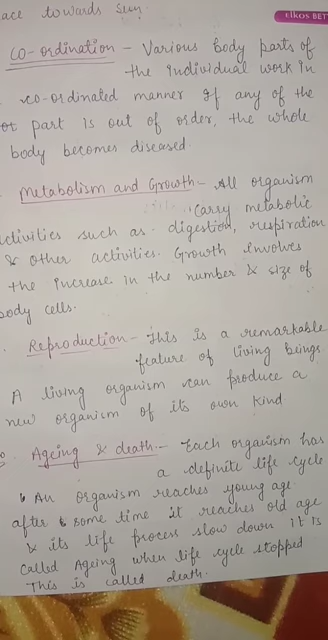 ace towards sun
Elkos BET
CO-ordination - Various body parts of
the individual work in
co-ordinated manner If any of the
part is out of order, the whole
body becomes diseased.
Metabolism and Growth - All organism
carry metabolic
activities such as digestion, respiration
& other activities. Growth involves
the increase in the number & size of
body cells.
Reproduction - This is a remarkable
feature of living beings.
A living organism can produce a
new organism of its own kind
Ageing & death - Each organism has
a definite life cycle
An organism reaches young age.
after some time it reaches old age
& its life process slow down it is
called Ageing when life cycle stopped
This is called death.